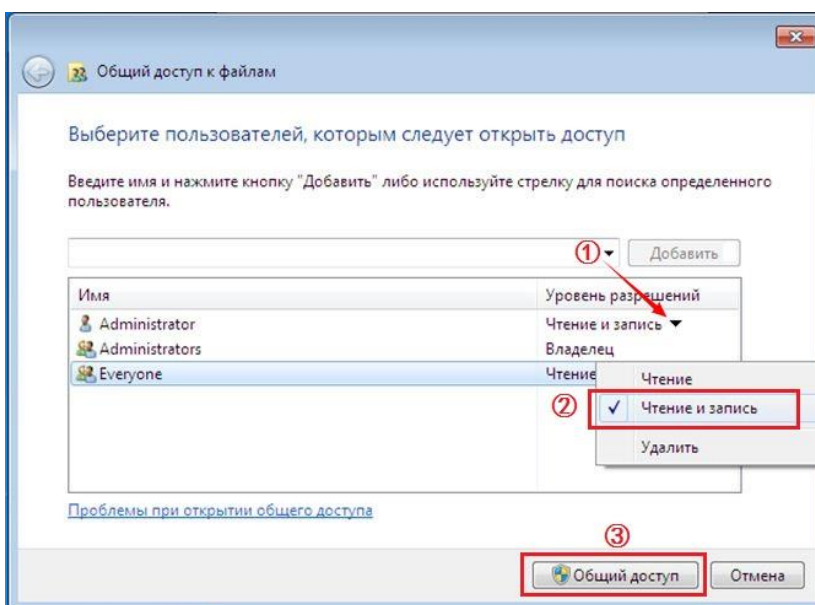 Общий доступ к файлам
Выберите пользователей, которым следует открыть доступ
Введите имя и нажмите кнопку "Добавить" либо используйте стрелку для поиска определенного
пользователя.
① Добавить
Имя Уровень разрешений
Administrator Чтение и запись
Administrators Владелец
Everyone Чтение
Чтение
② Чтение и запись
Удалить
Проблемы при открытии общего доступа
③
Общий доступ Отмена